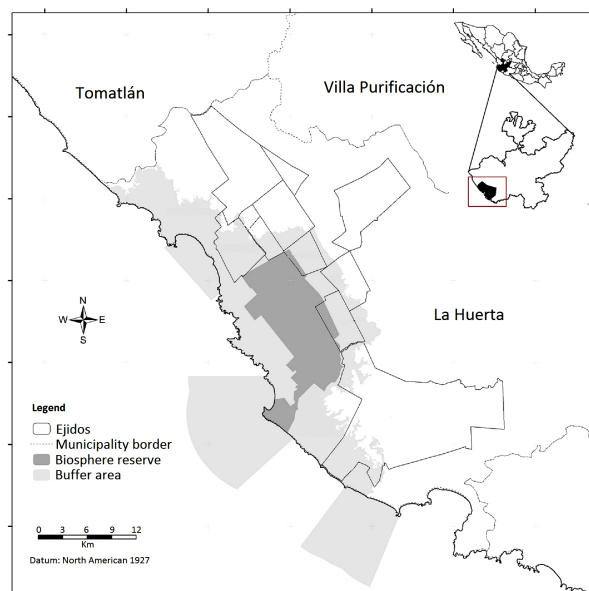 Tomatlán
Villa Purificación
La Huerta
N
W E
S
Legend
Ejidos
Municipality border
Biosphere reserve
Buffer area
0 3 6 9 12
Km
Datum: North American 1927